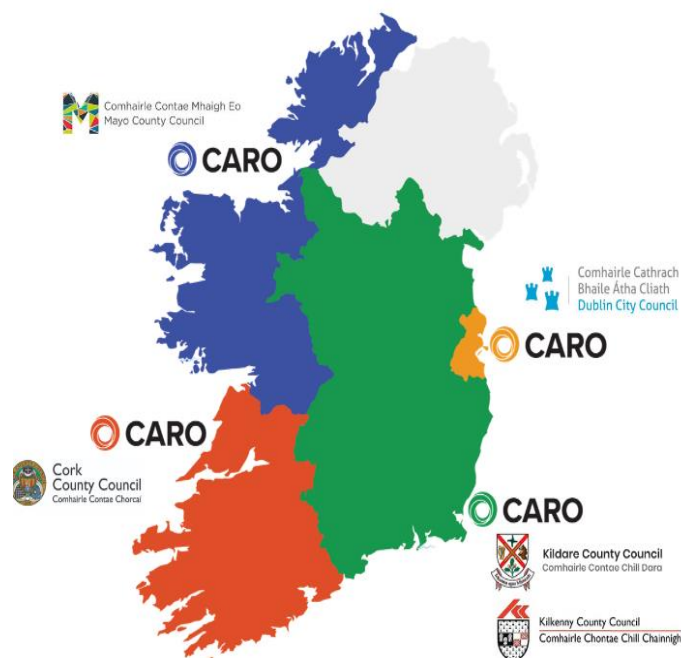 M
Comhairle Contae Mhaigh Eo
Mayo County Council
CARO
Comhairle Cathrach
Bhaile Átha Cliath
Dublin City Council
CARO
CARO
Cork
County Council
Comhairle Contae Chorcaí
CARO
Kildare County Council
Comhairle Contae Chill Dara
Kilkenny County Council
Comhairle Chontae Chill Chainnigh